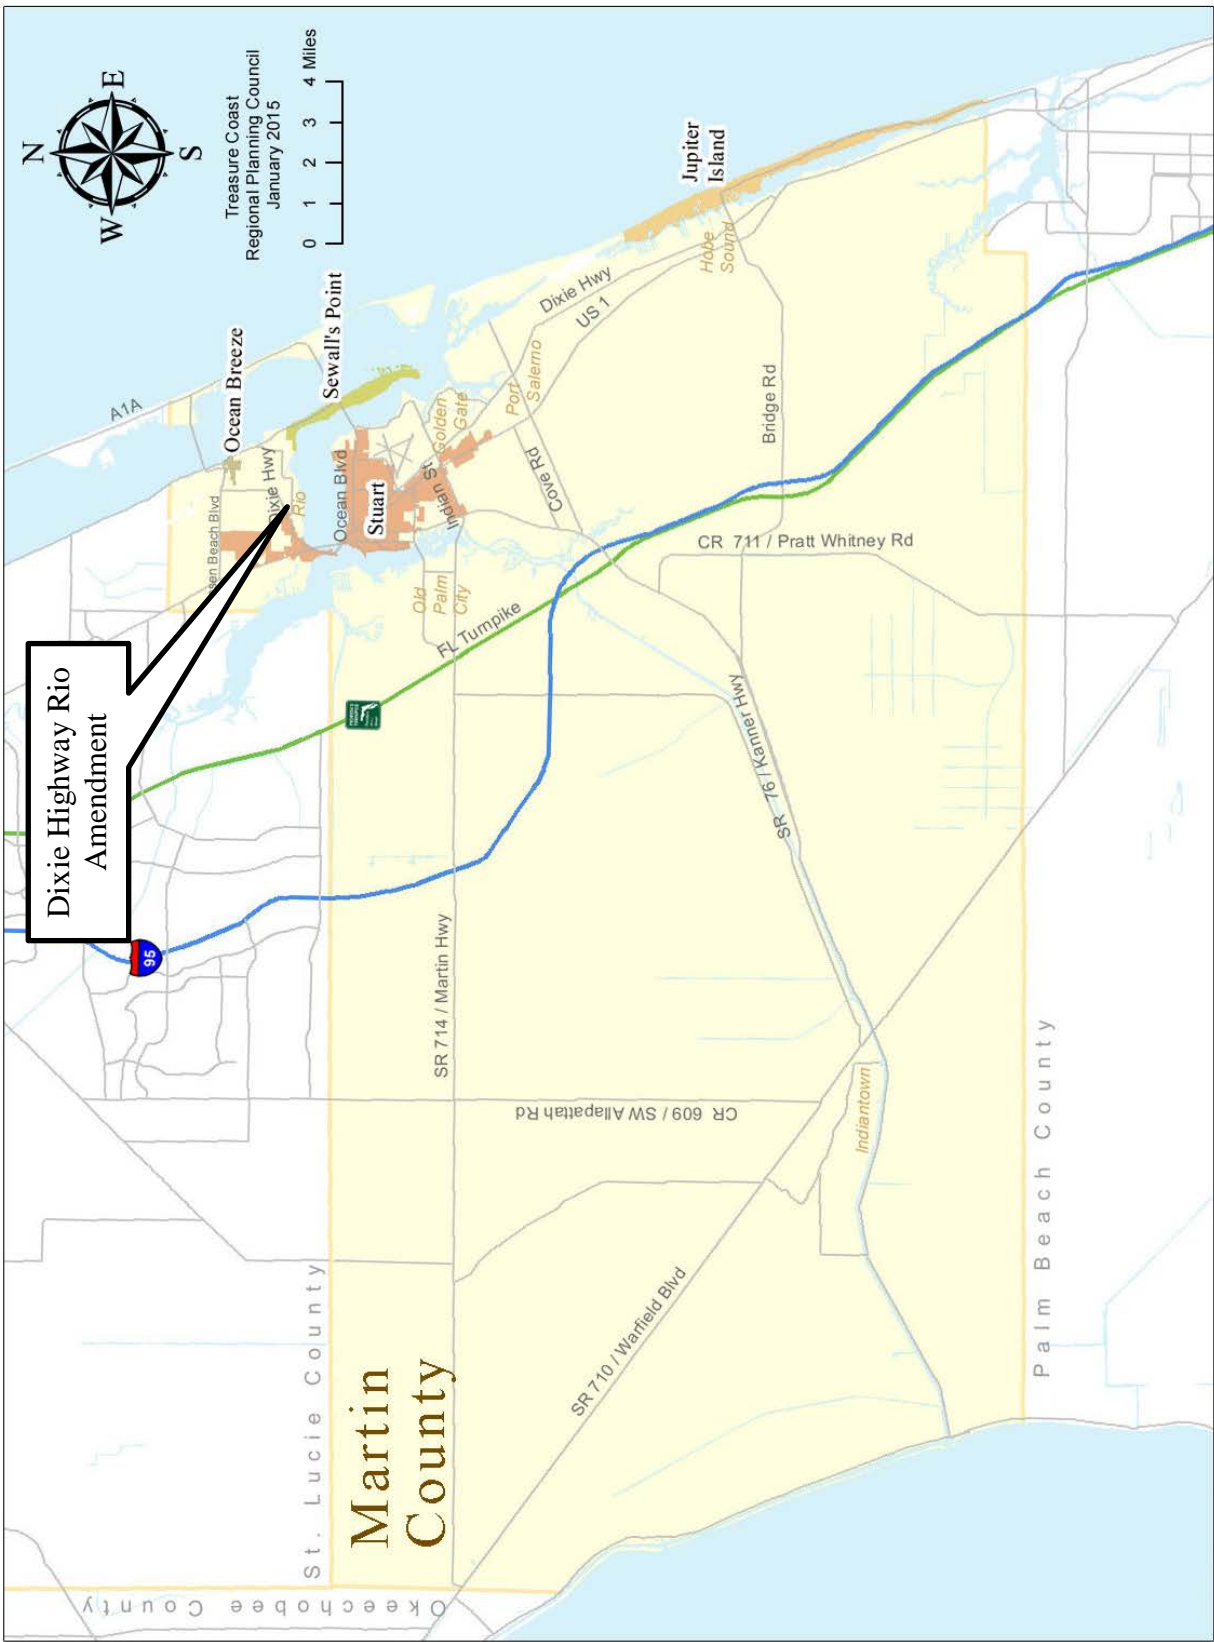 Dixie Highway Rio
Amendment
N
E
S
W
Treasure Coast
Regional Planning Council
January 2015
0 1 2 3 4 Miles
A1A
Ocean Breeze
Sewall's Point
sen Beach Blvd
Dixie Hwy
Rio
Ocean Blvd
Stuart
Indian St
Golden
Gate
Old
Palm
City
Port
Salerno
Cove Rd
Dixie Hwy
US 1
Jupiter
Island
Hobe
Sound
Bridge Rd
CR 711 / Pratt Whitney Rd
FL Turnpike
SR 76 / Kanner Hwy
95
SR 714 / Martin Hwy
CR 609 / SW Allapattah Rd
Indiantown
SR 710 / Warfield Blvd
Martin
County
St. Lucie County
Okeechobee County
Palm Beach County